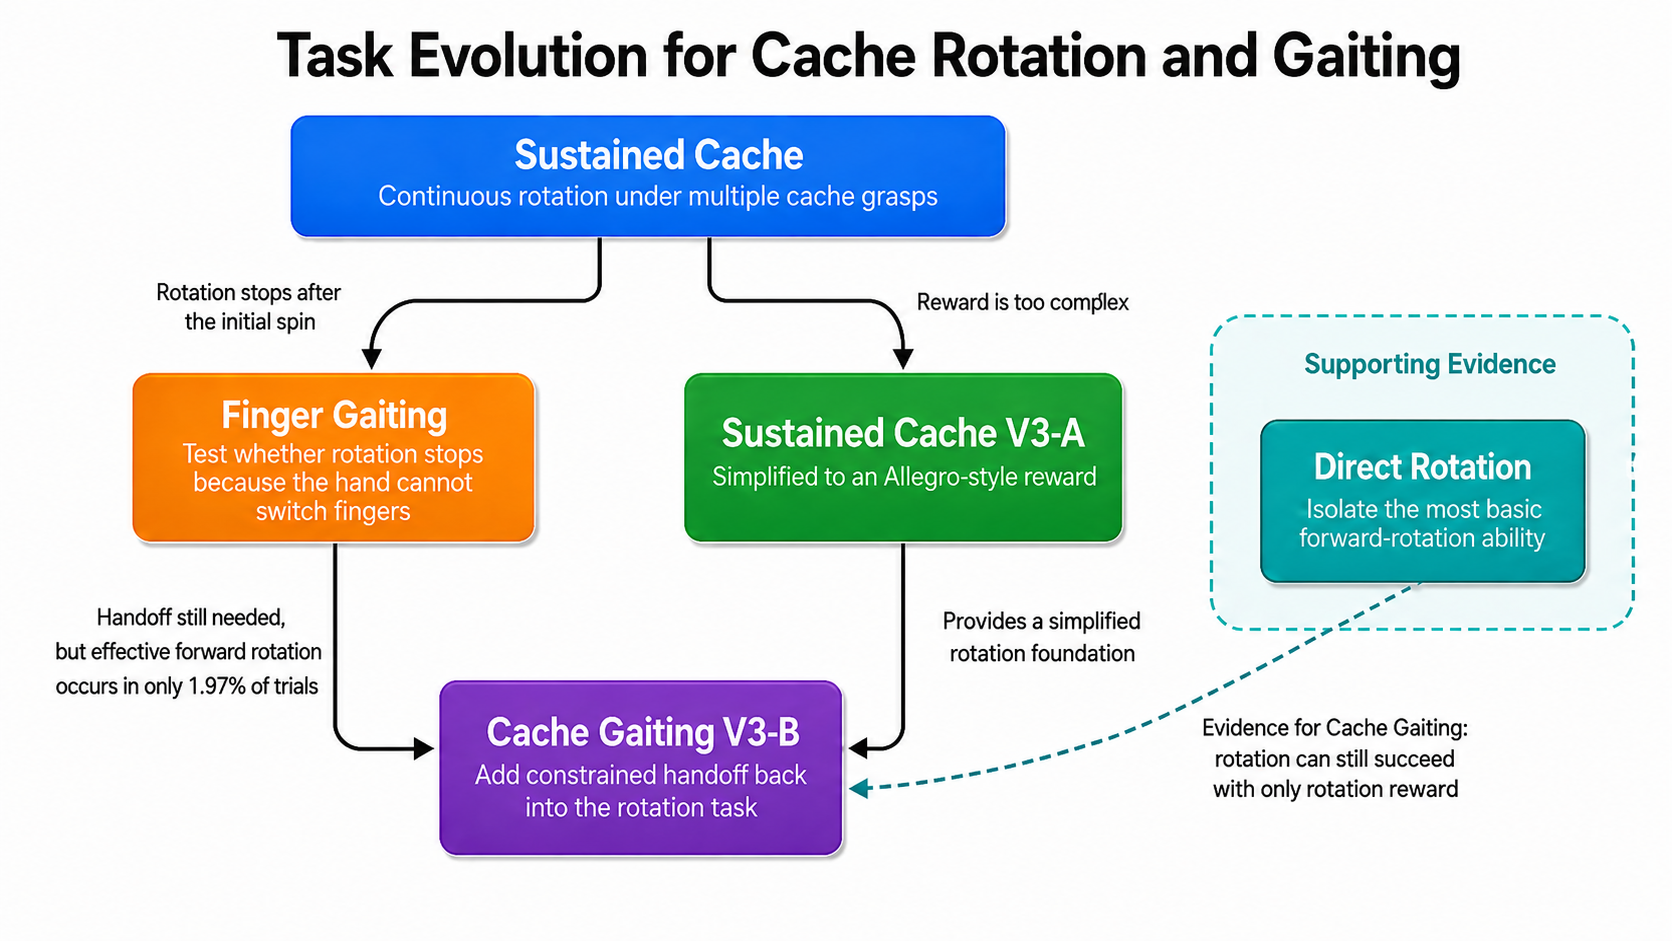 Task Evolution for Cache Rotation and Gaiting
Sustained Cache
Continuous rotation under multiple cache grasps
Rotation stops after
the initial spin
Reward is too complex
Finger Gaiting
Test whether rotation stops
because the hand cannot
switch fingers
Sustained Cache V3-A
Simplified to an Allegro-style reward
Supporting Evidence
Direct Rotation
Isolate the most basic
forward-rotation ability
Handoff still needed,
but effective forward rotation
occurs in only 1.97% of trials
Provides a simplified
rotation foundation
Cache Gaiting V3-B
Add constrained handoff back
into the rotation task
Evidence for Cache Gaiting:
rotation can still succeed
with only rotation reward